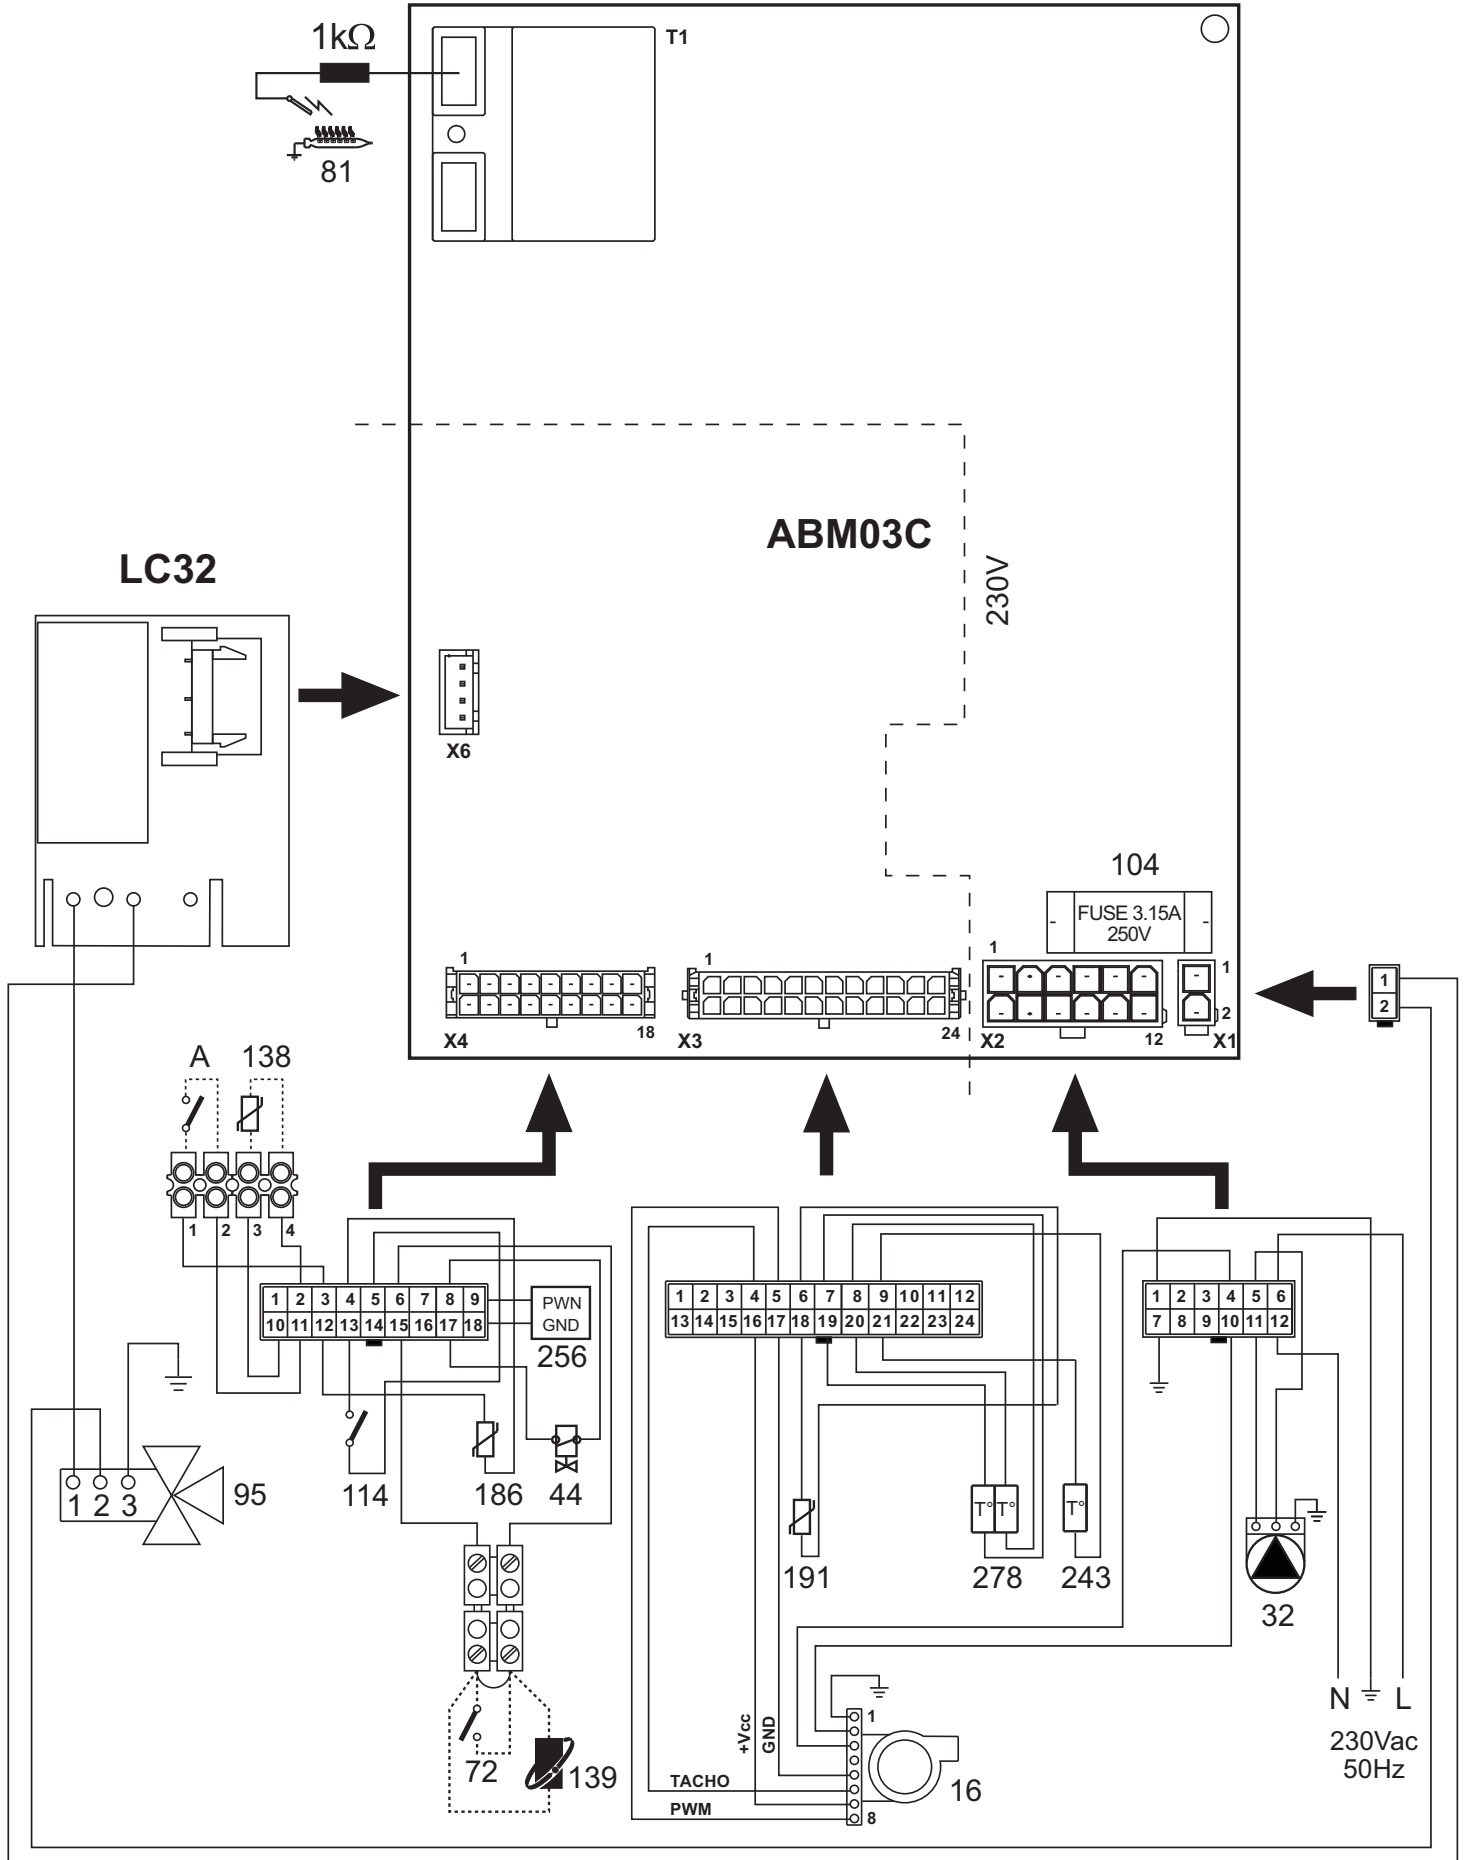 1kΩ
T1
81
ABM03C
230V
LC32
X6
104
FUSE 3.15A
250V
1
1
1
1
2
18
24
12
X4
X3
X2
X1
1
2
A
138
1
2
3
4
1 2 3 4 5 6 7 8 9
10 11 12 13 14 15 16 17 18
PWN
GND
256
1 2 3 4 5 6 7 8 9 10 11 12
13 14 15 16 17 18 19 20 21 22 23 24
1 2 3 4 5 6
7 8 9 10 11 12
1 2 3
95
114
186
44
T°
T°
T°
191
278
243
32
72
139
+Vcc
GND
TACHO
PWM
1
8
16
N
L
230Vac
50Hz